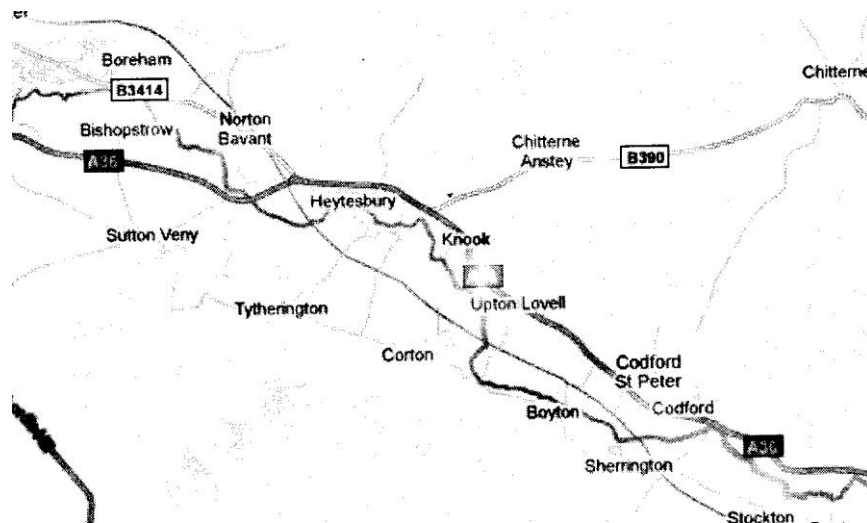 er
Boreham
B3414
Chitterne
Norton
Bavant
Bishopstrow
Chitterne
Anstey
B390
A36
Heytesbury
Sutton Veny
Knook
Tytherington
Upton Lovell
Corton
Codford
St Peter
Boyton
Codford
A36
Sherrington
Stockton